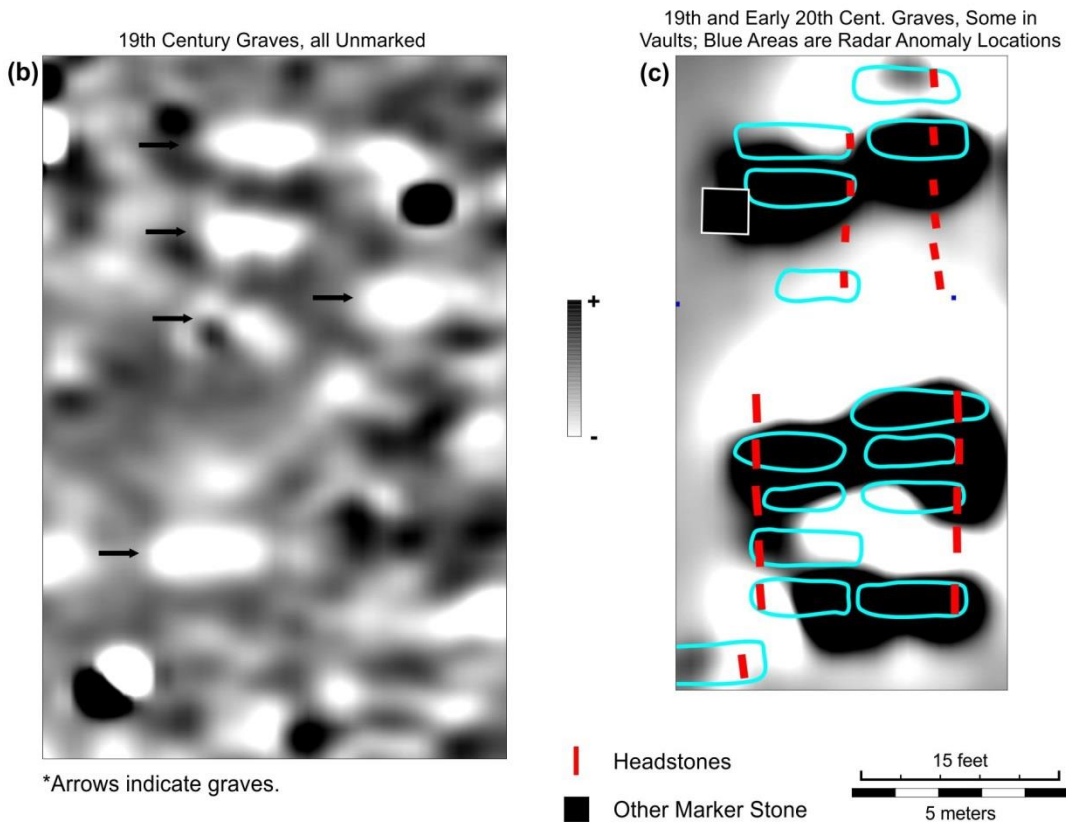 19th Century Graves, all Unmarked
(b)
19th and Early 20th Cent. Graves, Some in
Vaults; Blue Areas are Radar Anomaly Locations
(c)
+
-
*Arrows indicate graves.
Headstones
Other Marker Stone
15 feet
5 meters